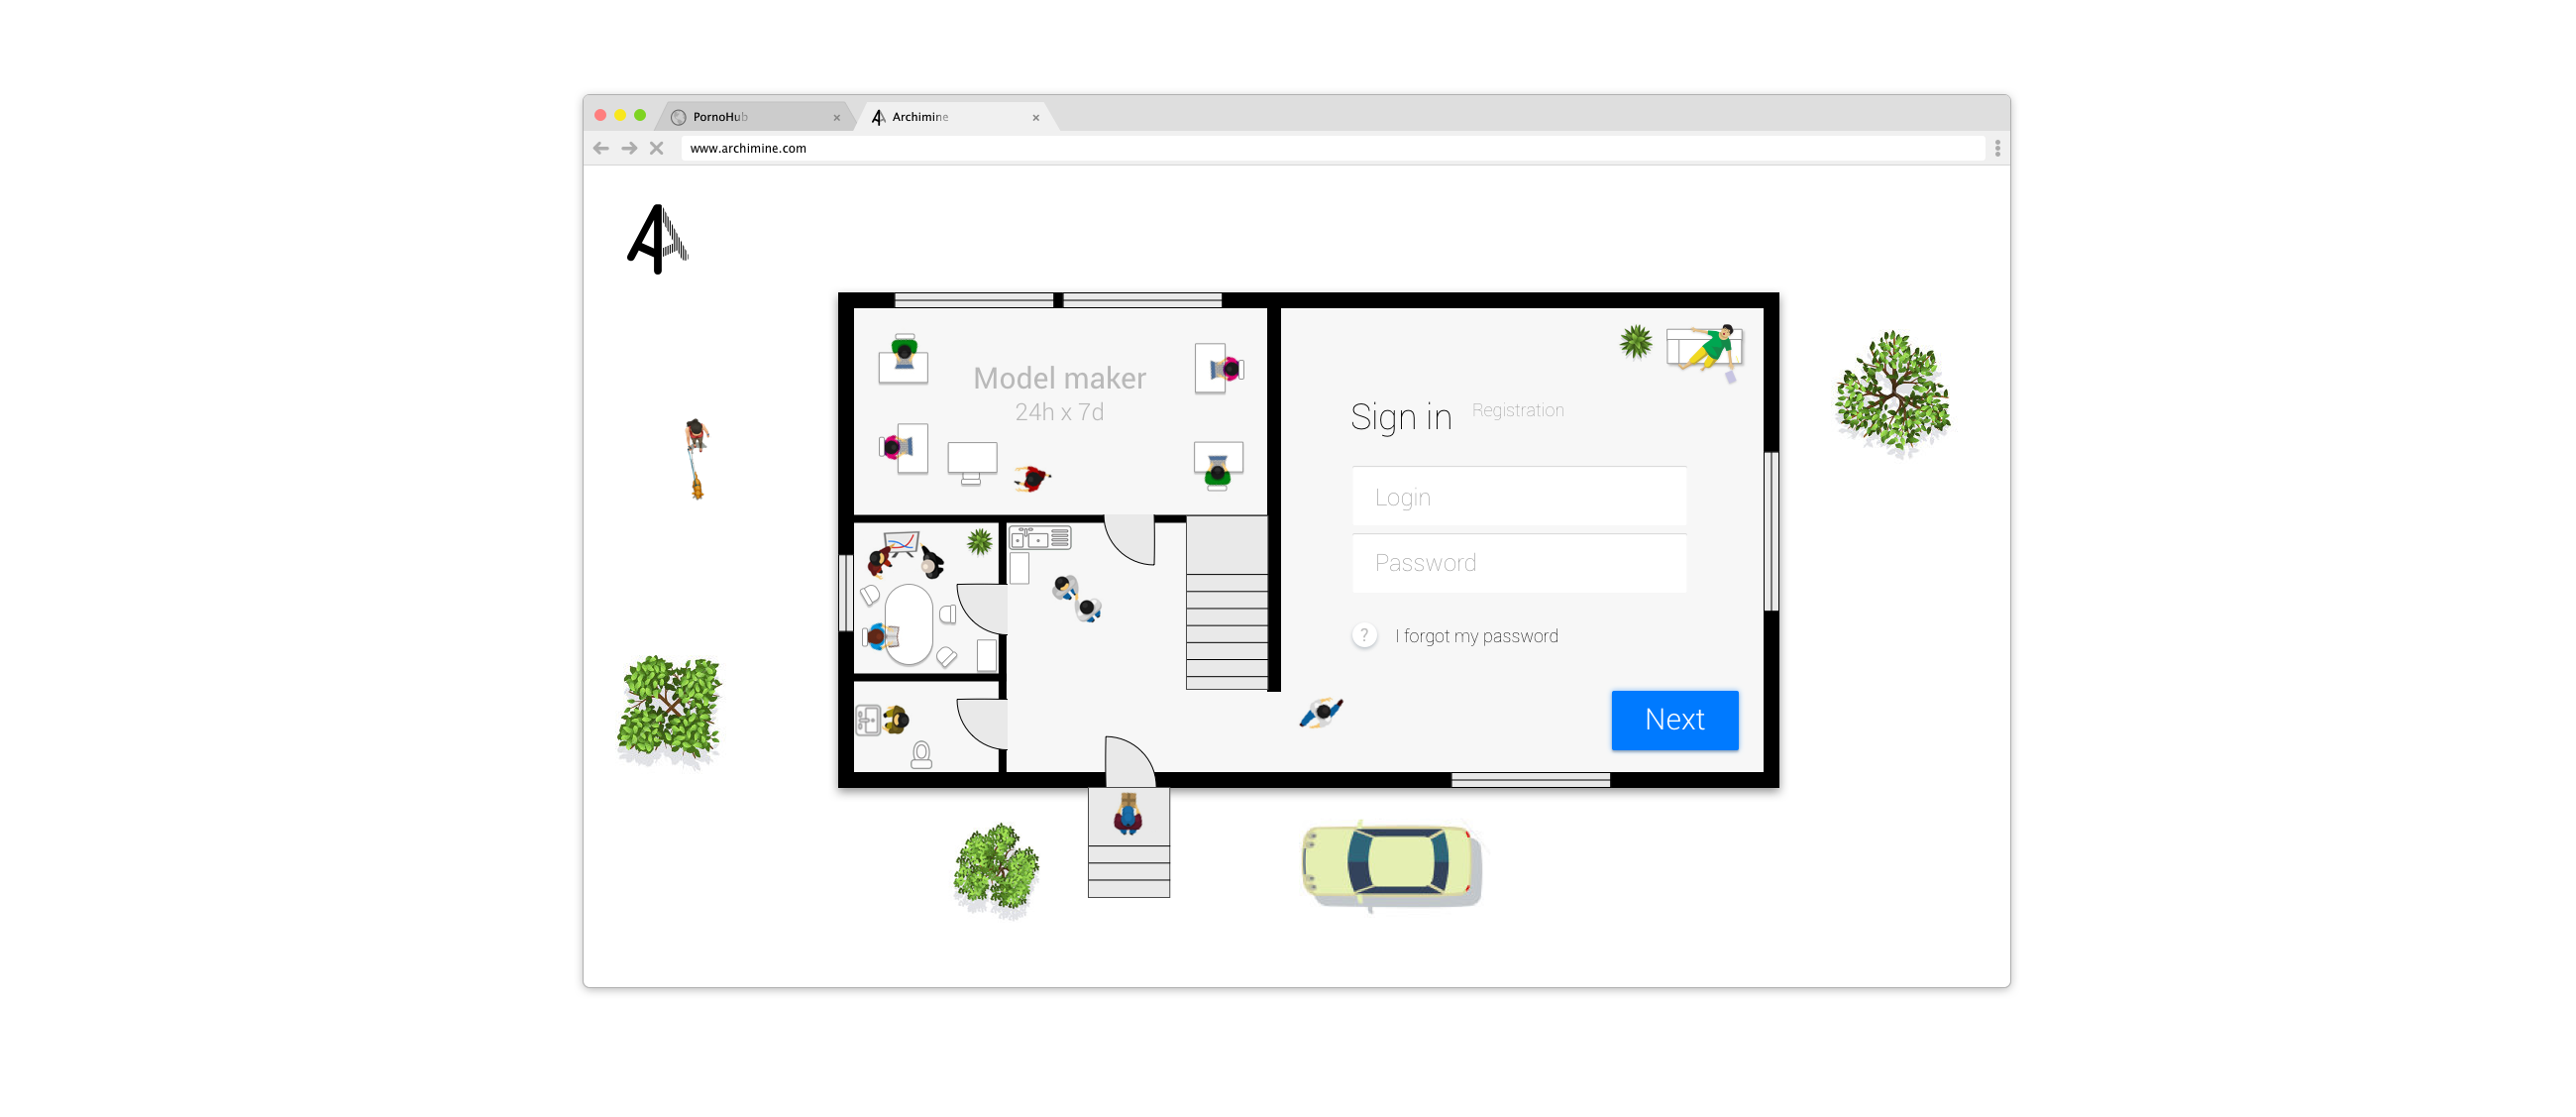 PornoHub
Archimine
www.archimine.com
Model maker
24h x 7d
Sign in
Registration
Login
Password
? I forgot my password
Next